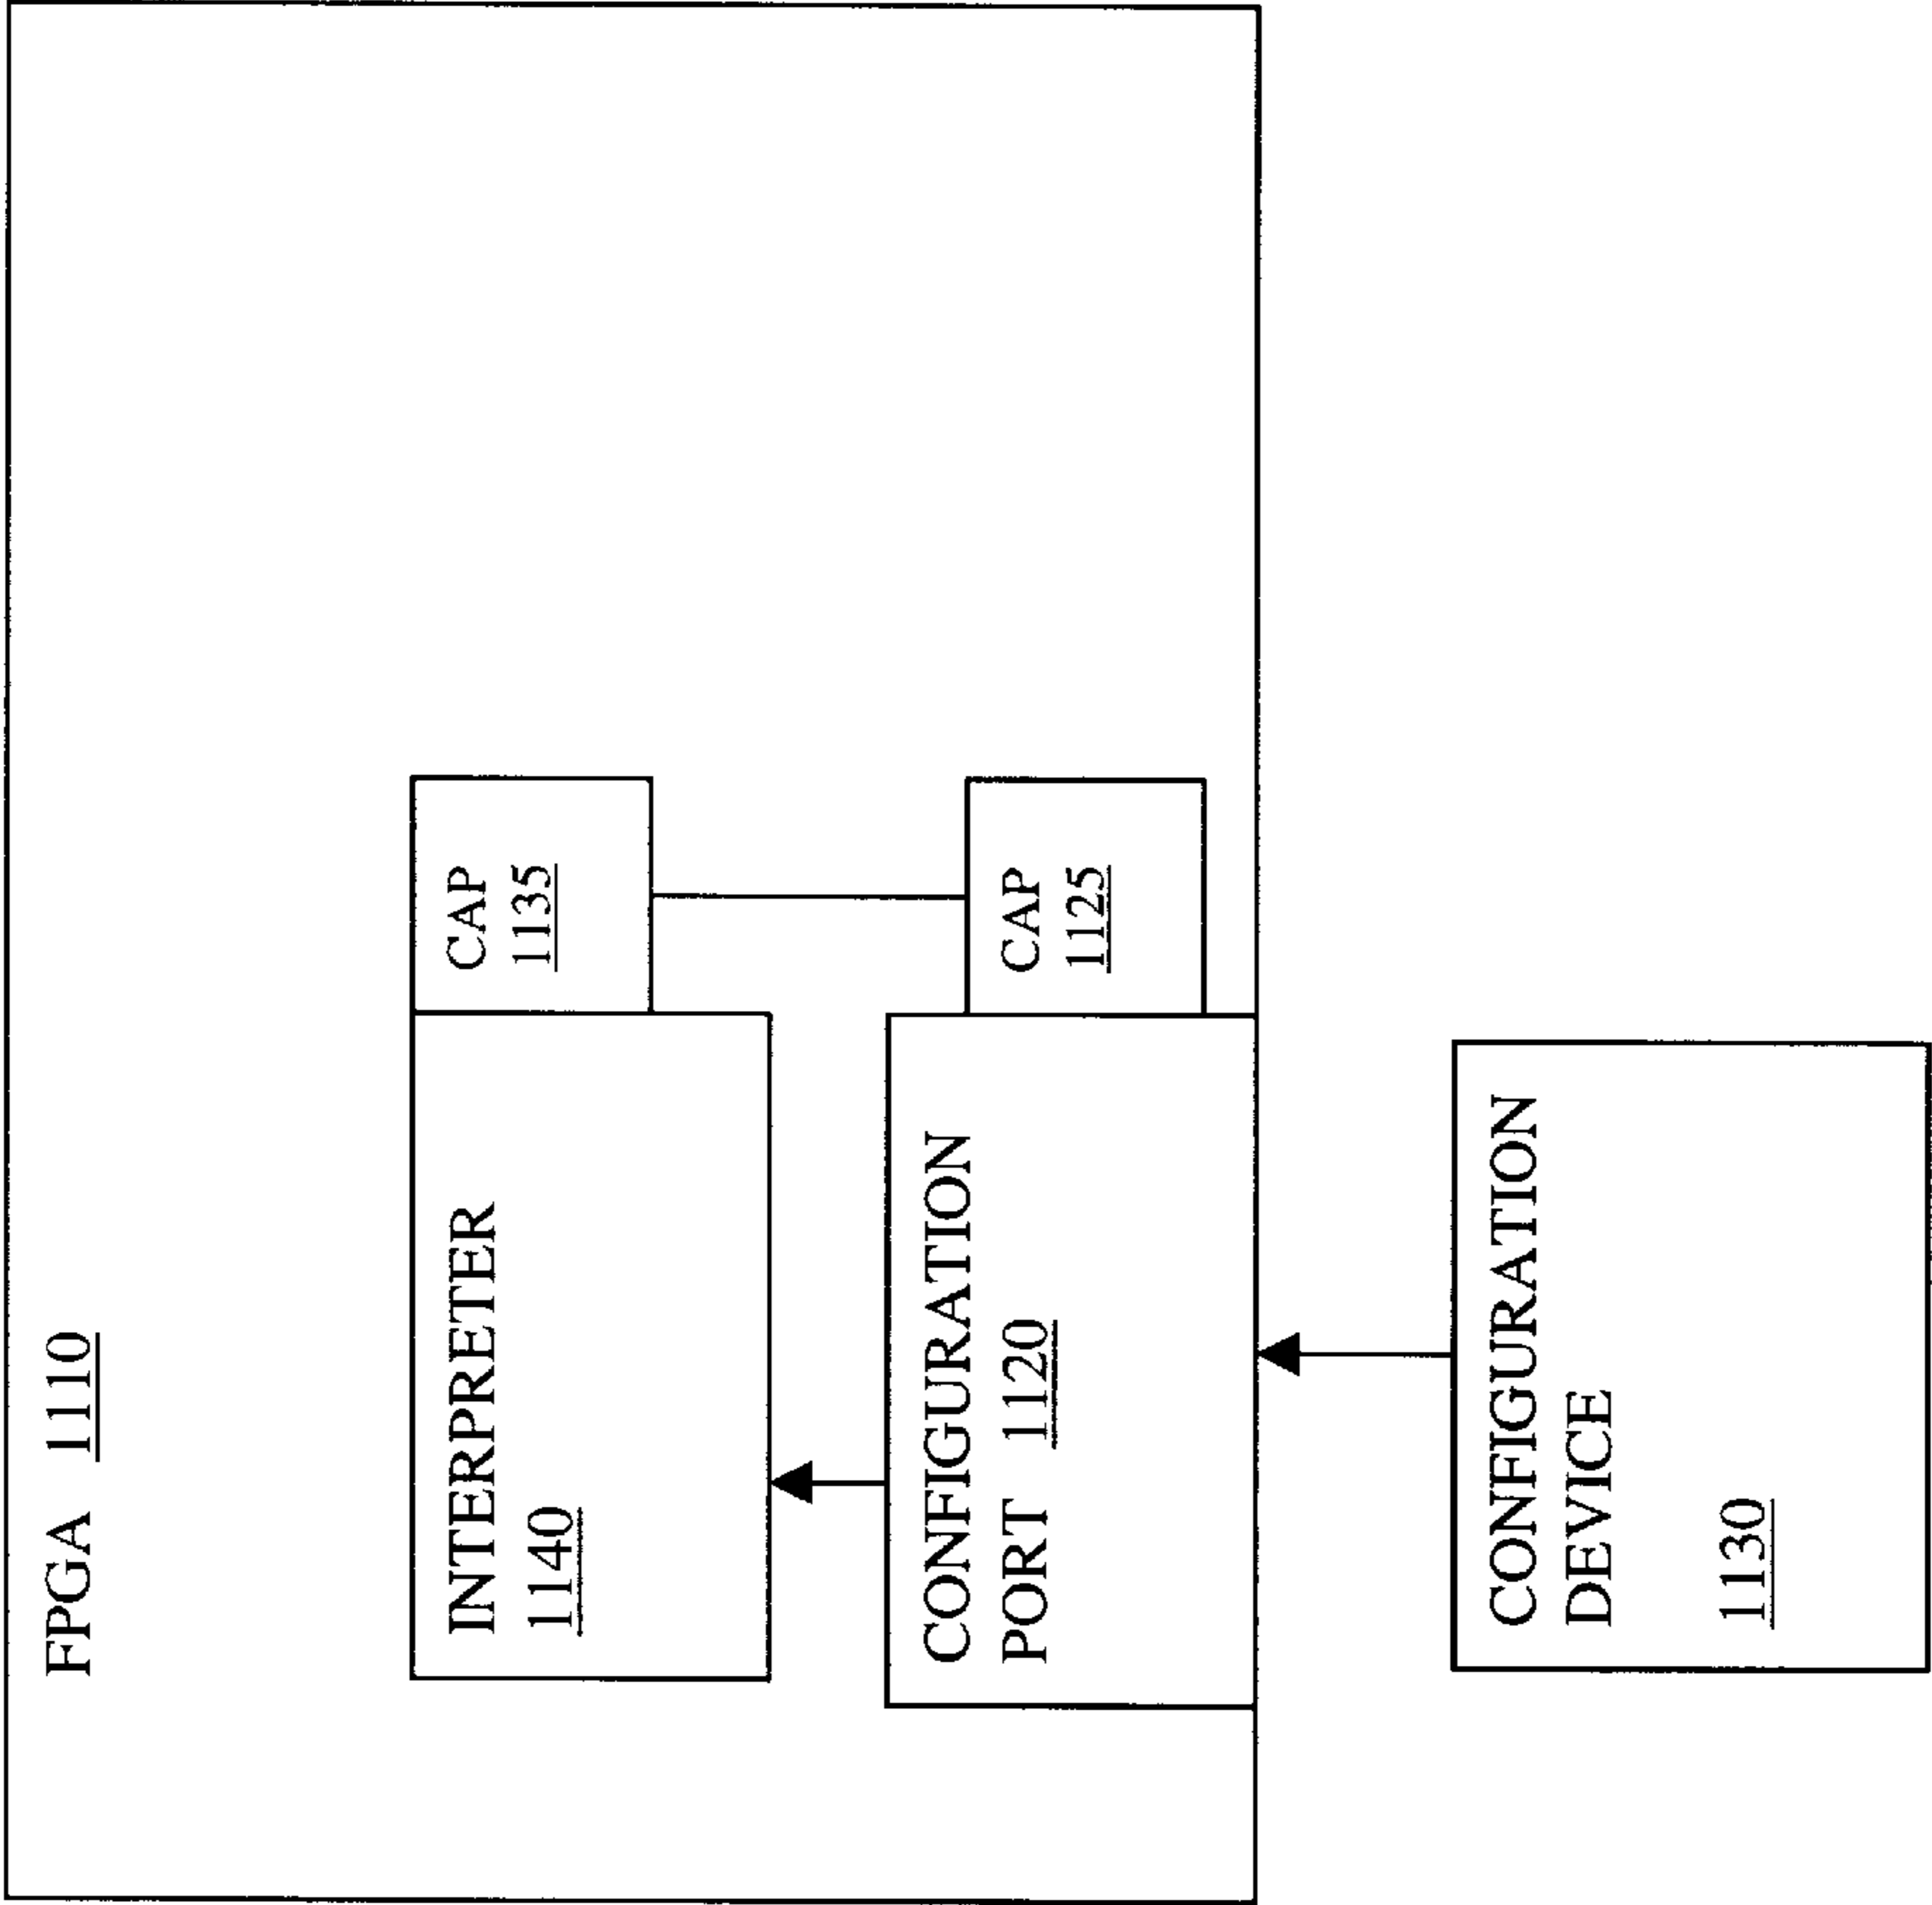 FPGA 1110
INTERPRETER
1140
CAP
1135
CONFIGURATION
PORT 1120
CAP
1125
CONFIGURATION
DEVICE
1130